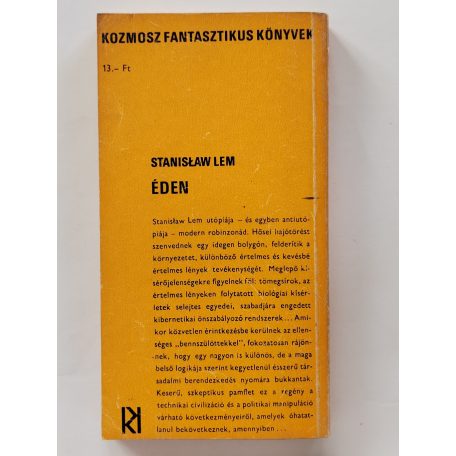 KOZMOSZ FANTASZTIKUS KÖNYVEK
13.– Ft
STANISŁAW LEM
ÉDEN
Stanisław Lem utópiája – és egyben antiutó-
piája – modern robinzonád. Hősei hajótörést
szenvednek egy idegen bolygón, felderítik a
környezetet, különböző értelmes és kevésbé
értelmes lények tevékenységét. Meglepő kí-
sérőjelenségekre figyelnek föl: tömegsírok, az
értelmes lényeken folytatott biológiai kísér-
letek selejtes egyedei, szabadjára engedett
kibernetikai önszabályozó rendszerek... Ami-
kor közvetlen érintkezésbe kerülnek az ellen-
séges „bennszülöttekkel", fokozatosan rájön-
nek, hogy egy nagyon is különös, de a maga
belső logikája szerint kegyetlenül ésszerű tár-
sadalmi berendezkedés nyomára bukkantak.
Keserű, szkeptikus pamflet ez a regény a
technikai civilizáció és a politikai manipuláció
várható következményeiről, amelyek óhatat-
lanul bekövetkeznek, amennyiben...